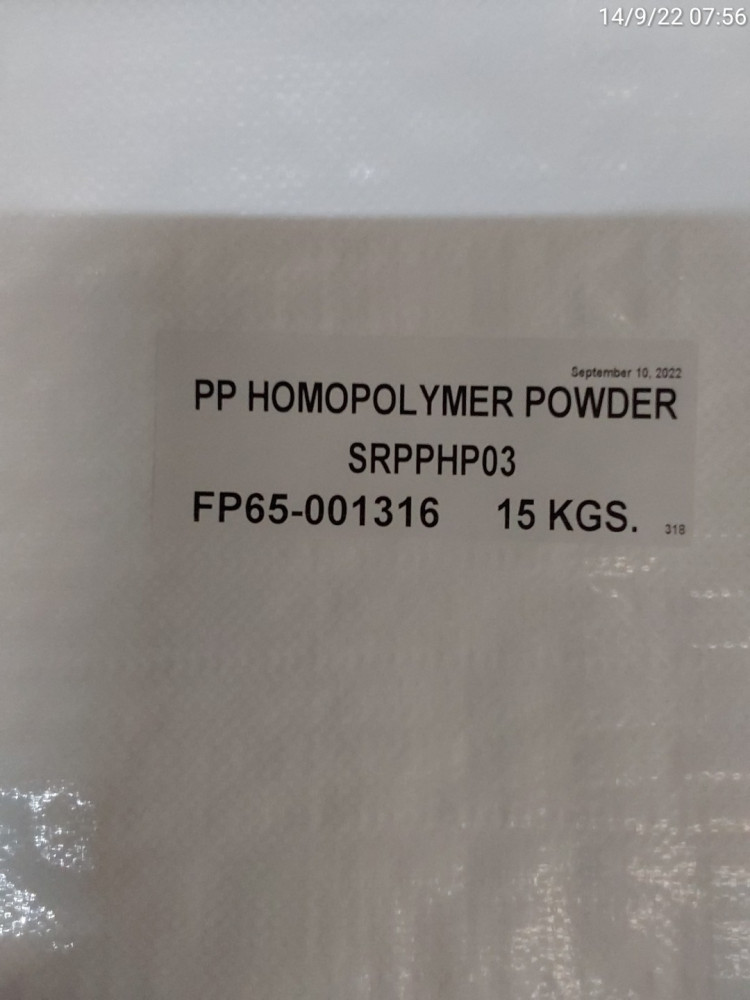 14/9/22 07:56
September 10, 2022
PP HOMOPOLYMER POWDER
SRPPHP03
FP65-001316 15 KGS. 318